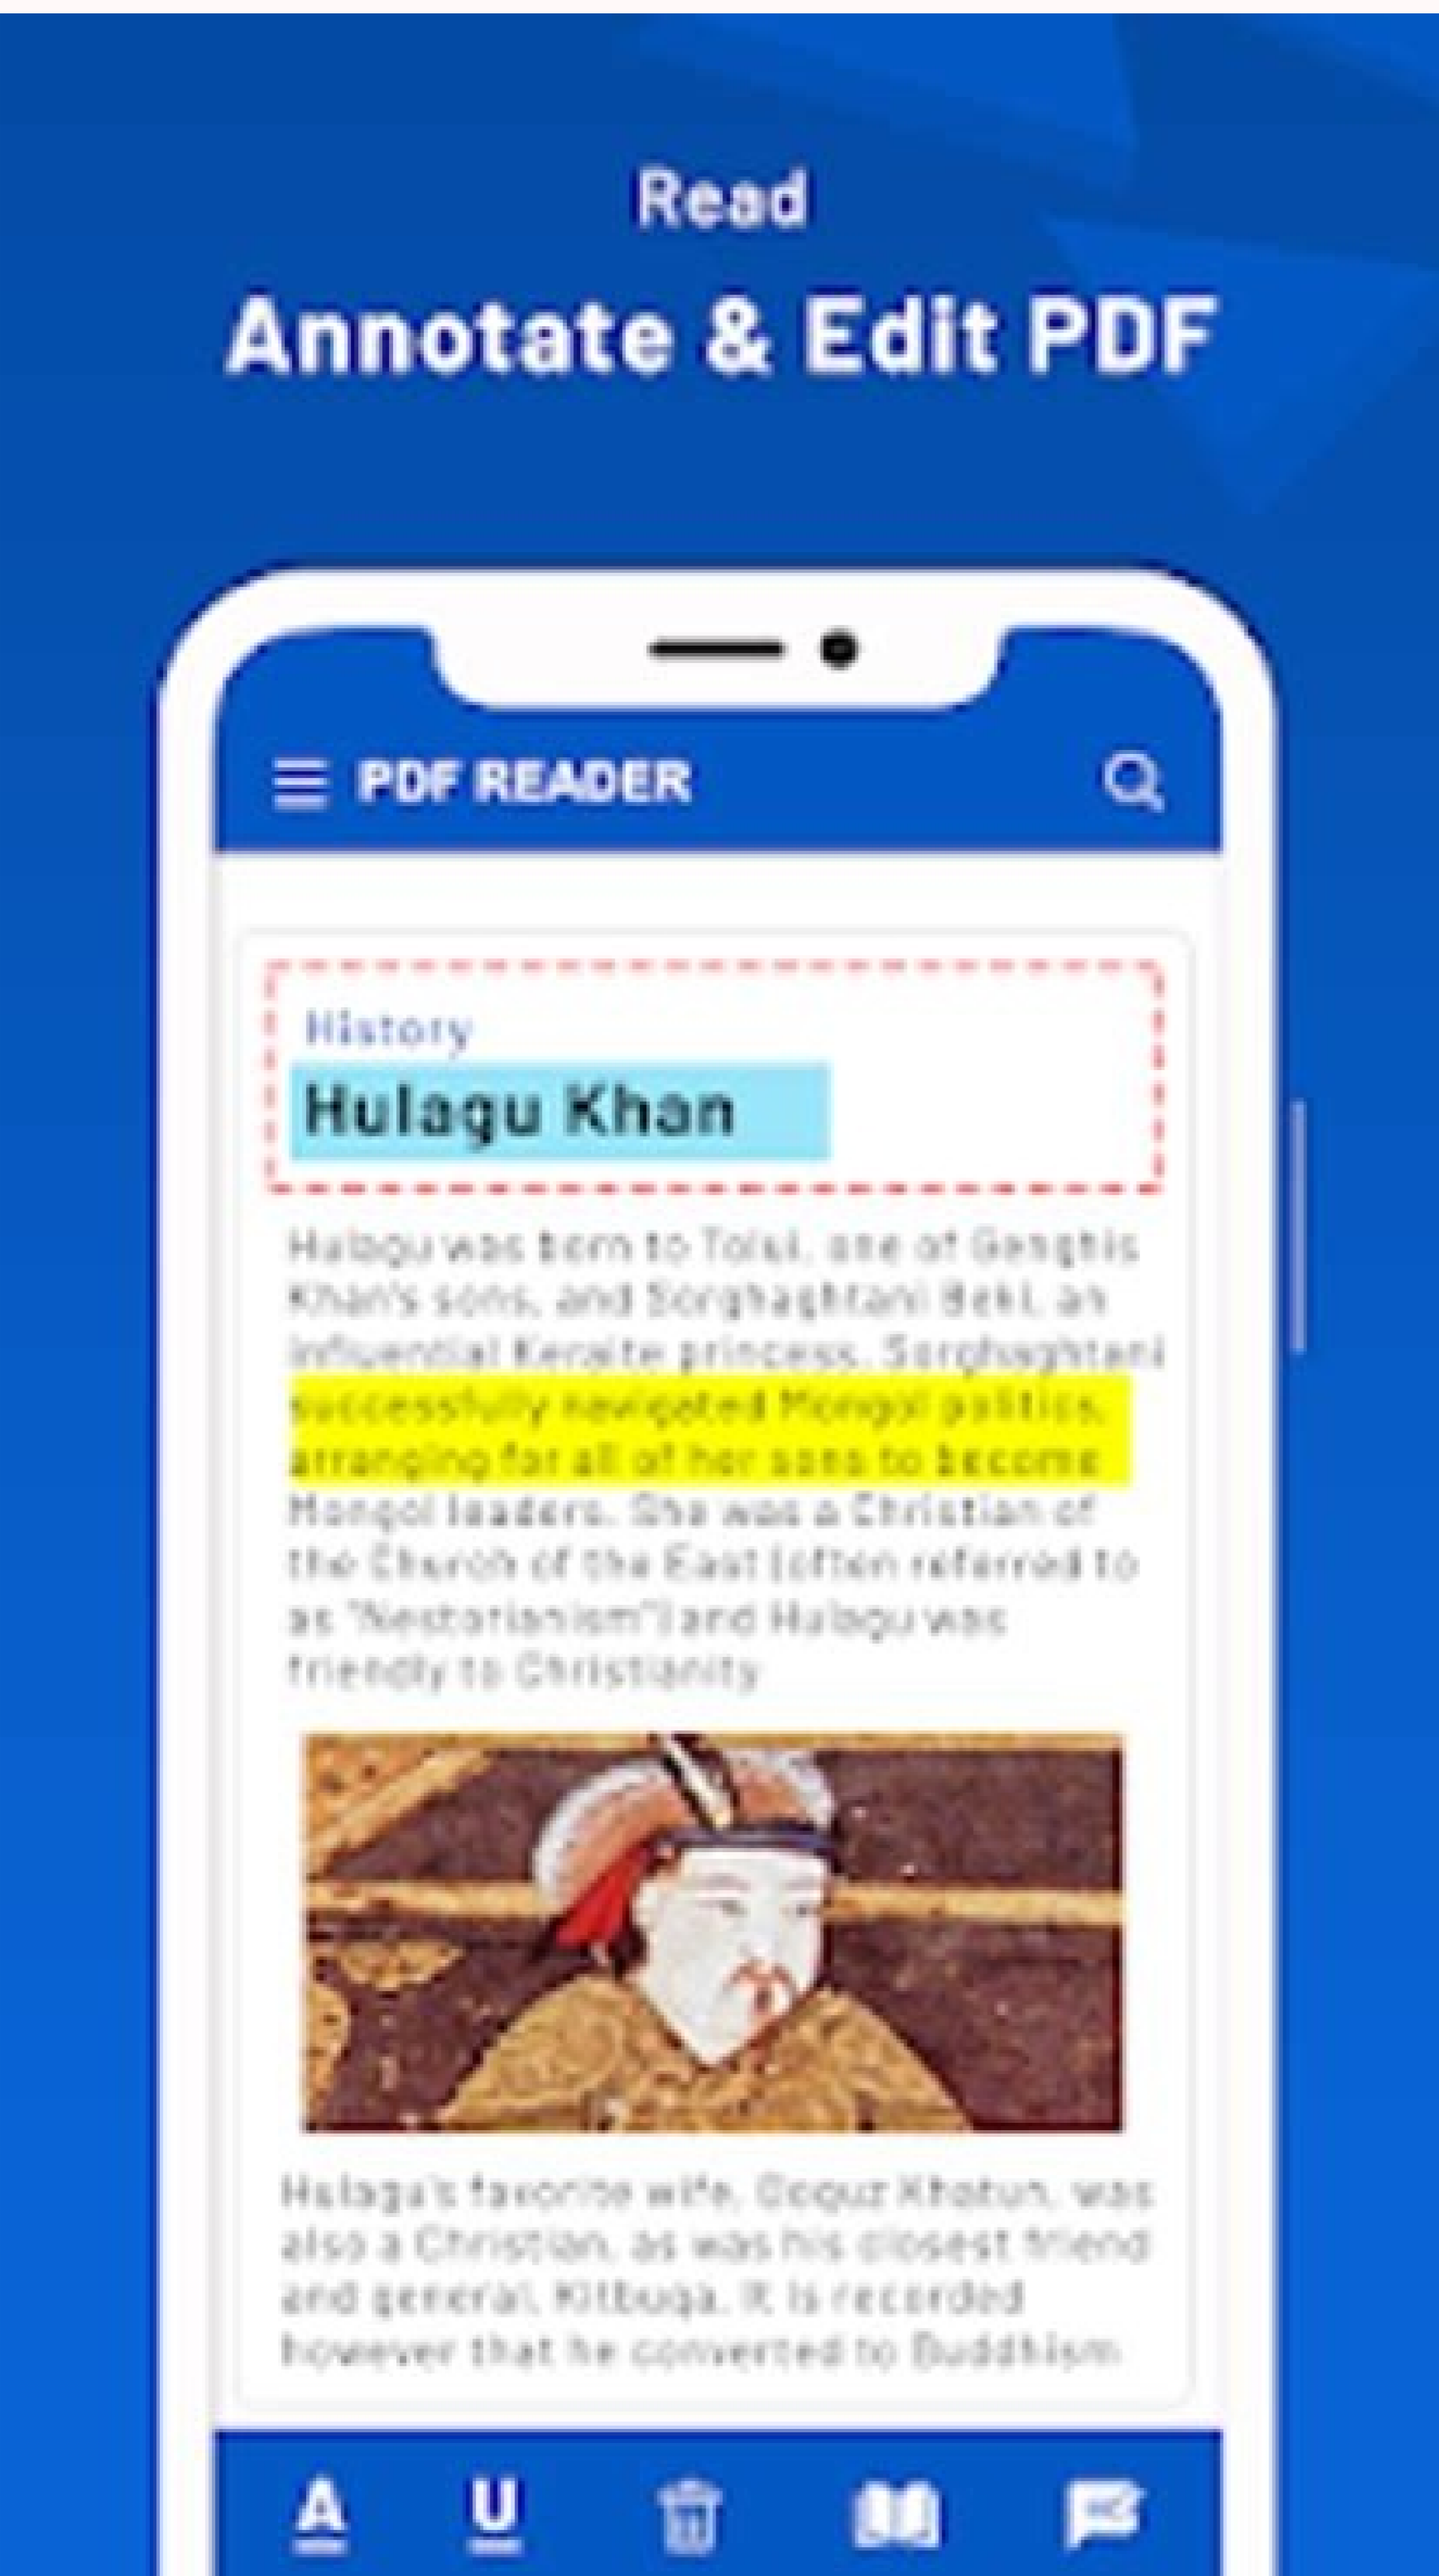 Read
Annotate & Edit PDF
PDF READER
History
Hulagu Khan
Hulagu was born to Tolui, one of Genghis
Khan's sons, and Sorghaghtani Beki, an
influential Keraite princess. Sorghaghtani
successfully navigated Mongol politics,
arranging for all of her sons to become
Mongol leaders. She was a Christian of
the Church of the East (often referred to
as "Nestorianism") and Hulagu was
friendly to Christianity
Hulagu's favorite wife, Doquz Khatun, was
also a Christian, as was his closest friend
and general, Kitbuqa. It is recorded
however that he converted to Buddhism
A U